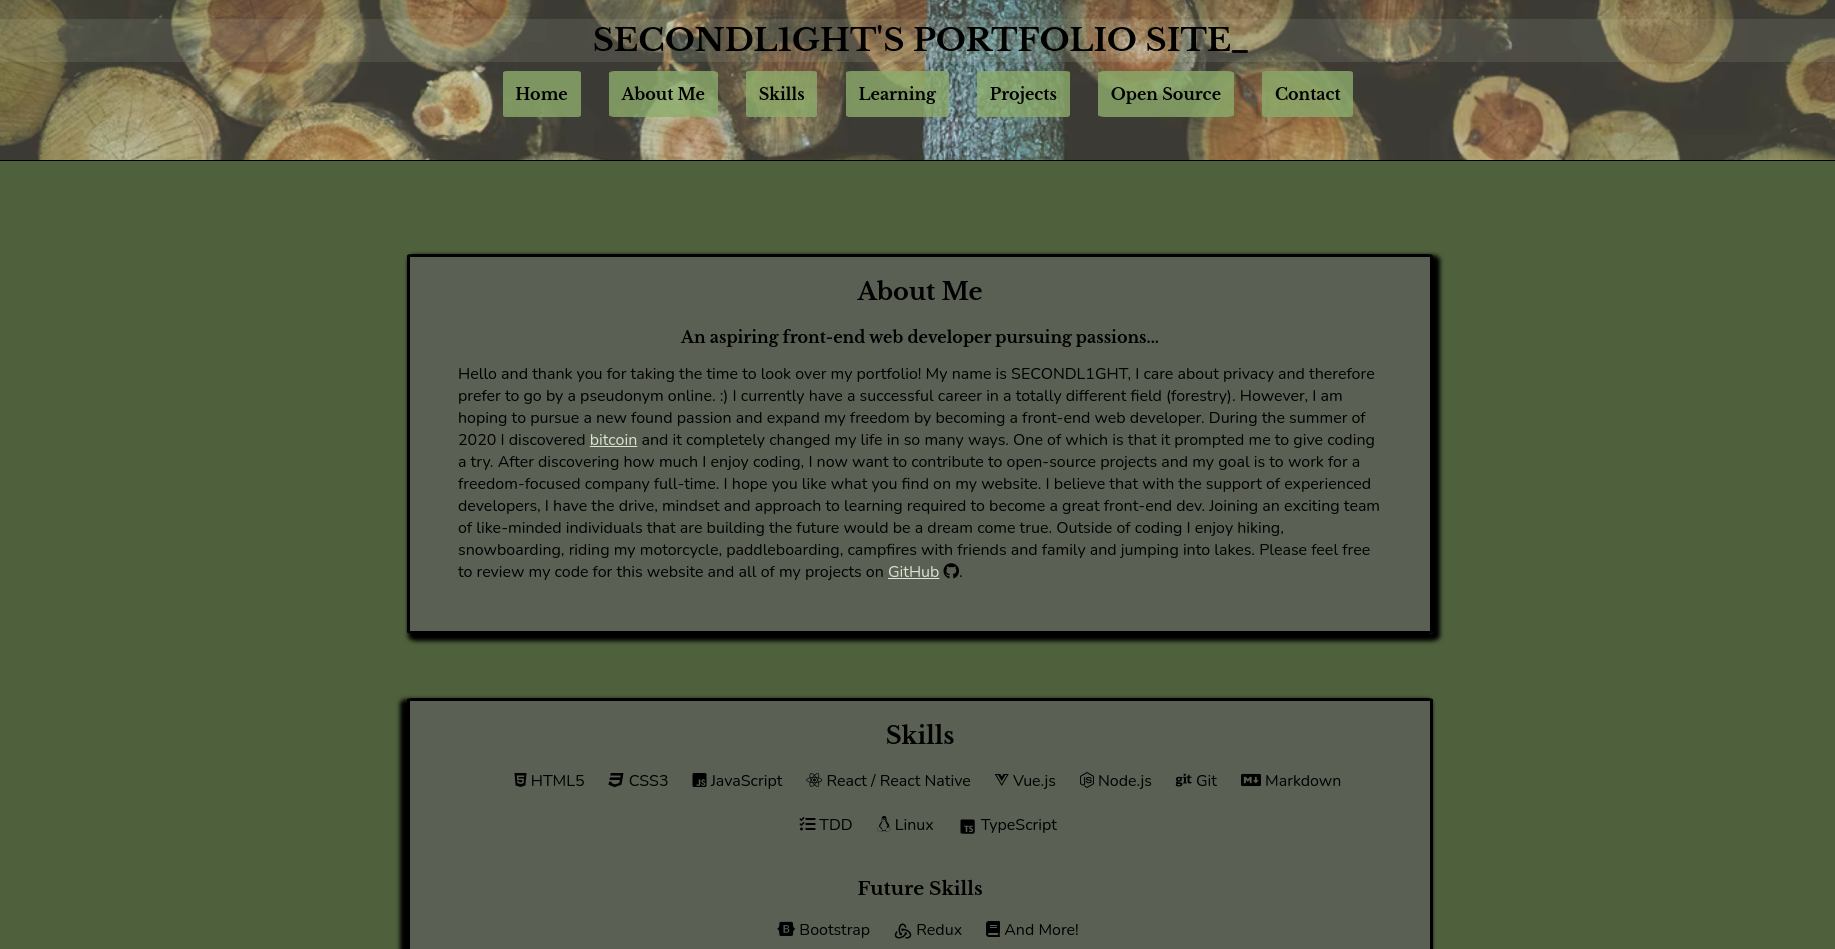 SECONDL1GHT'S PORTFOLIO SITE_
Home About Me Skills Learning Projects Open Source Contact
About Me
An aspiring front-end web developer pursuing passions...
Hello and thank you for taking the time to look over my portfolio! My name is SECONDL1GHT, I care about privacy and therefore
prefer to go by a pseudonym online. :) I currently have a successful career in a totally different field (forestry). However, I am
hoping to pursue a new found passion and expand my freedom by becoming a front-end web developer. During the summer of
2020 I discovered bitcoin and it completely changed my life in so many ways. One of which is that it prompted me to give coding
a try. After discovering how much I enjoy coding, I now want to contribute to open-source projects and my goal is to work for a
freedom-focused company full-time. I hope you like what you find on my website. I believe that with the support of experienced
developers, I have the drive, mindset and approach to learning required to become a great front-end dev. Joining an exciting team
of like-minded individuals that are building the future would be a dream come true. Outside of coding I enjoy hiking,
snowboarding, riding my motorcycle, paddleboarding, campfires with friends and family and jumping into lakes. Please feel free
to review my code for this website and all of my projects on GitHub .
Skills
HTML5 CSS3 JavaScript React / React Native Vue.js Node.js git Git Markdown
TDD Linux TypeScript
Future Skills
Bootstrap Redux And More!